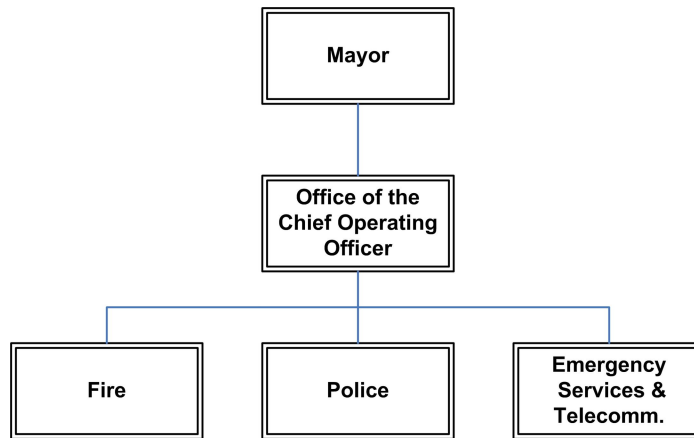 Mayor
Office of the
Chief Operating
Officer
Fire
Police
Emergency
Services &
Telecomm.